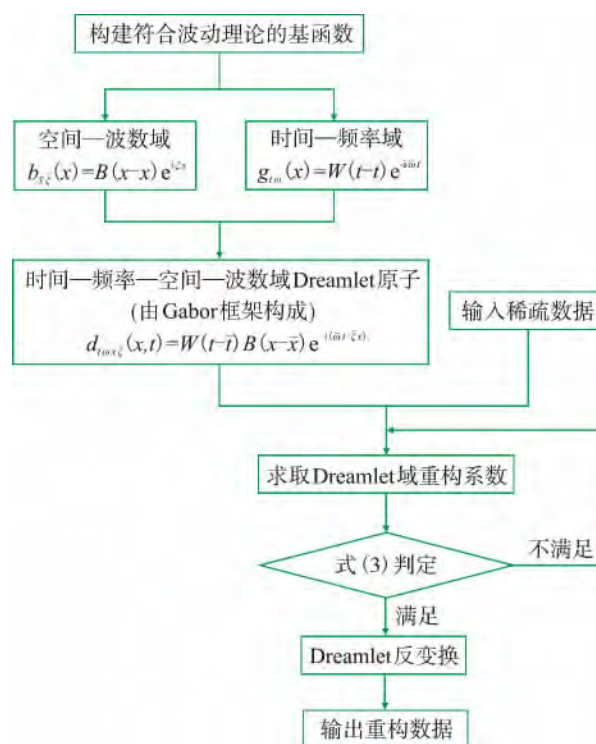 构建符合波动理论的基函数
空间—波数域
b_{x̄ξ̄}(x)=B(x-x)e^{iξx}
时间—频率域
g_{tω}(x)=W(t-t)e^{-iω̄t}
时间—频率—空间—波数域Dreamlet原子
(由Gabor框架构成)
d_{tωxξ̄}(x,t)=W(t-t̄)B(x-x̄)e^{-i(ω̄t-ξ̄x)}
输入稀疏数据
求取Dreamlet域重构系数
式(3)判定
不满足
满足
Dreamlet反变换
输出重构数据